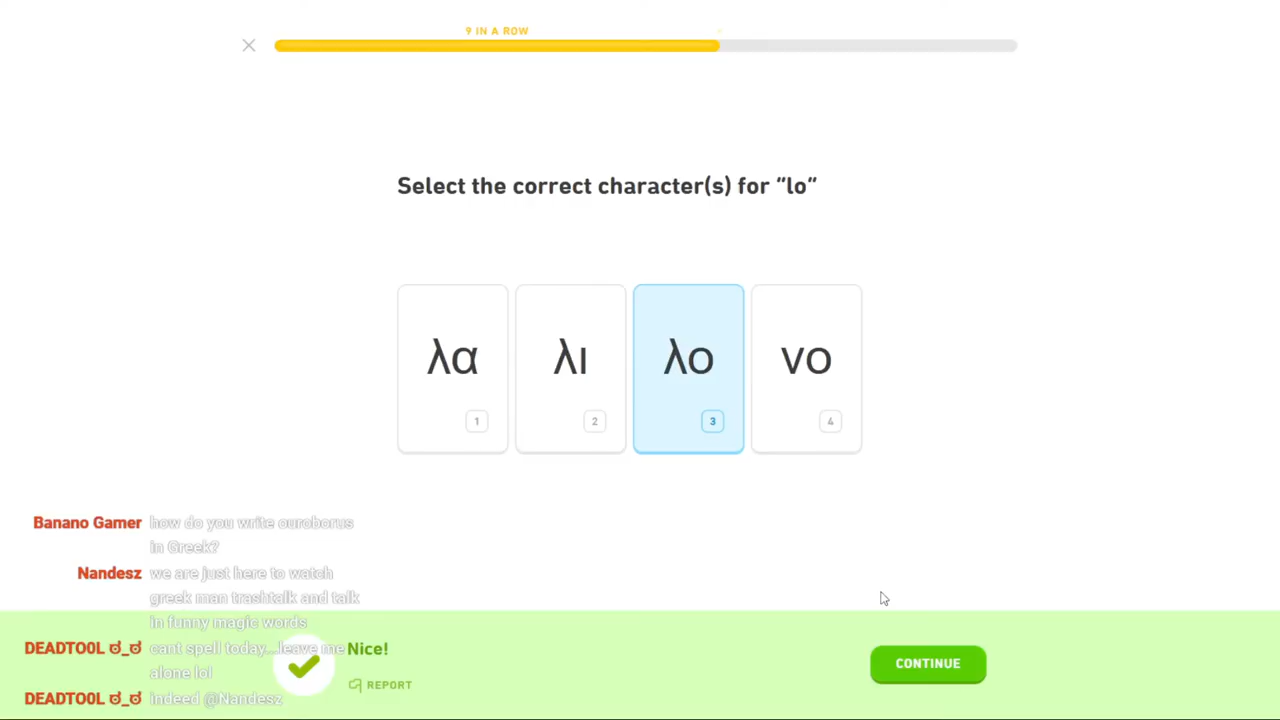 9 IN A ROW
Select the correct character(s) for “lo”
λα
1
λι
2
λο
3
νο
4
Banano Gamer how do you write ouroborus
in Greek?
Nandesz we are just here to watch
greek man trashtalk and talk
in funny magic words
DEADTO0L ಠ_ಠ cant spell today...leave me
alone lol
DEADTO0L ಠ_ಠ indeed @Nandesz
Nice!
REPORT
CONTINUE